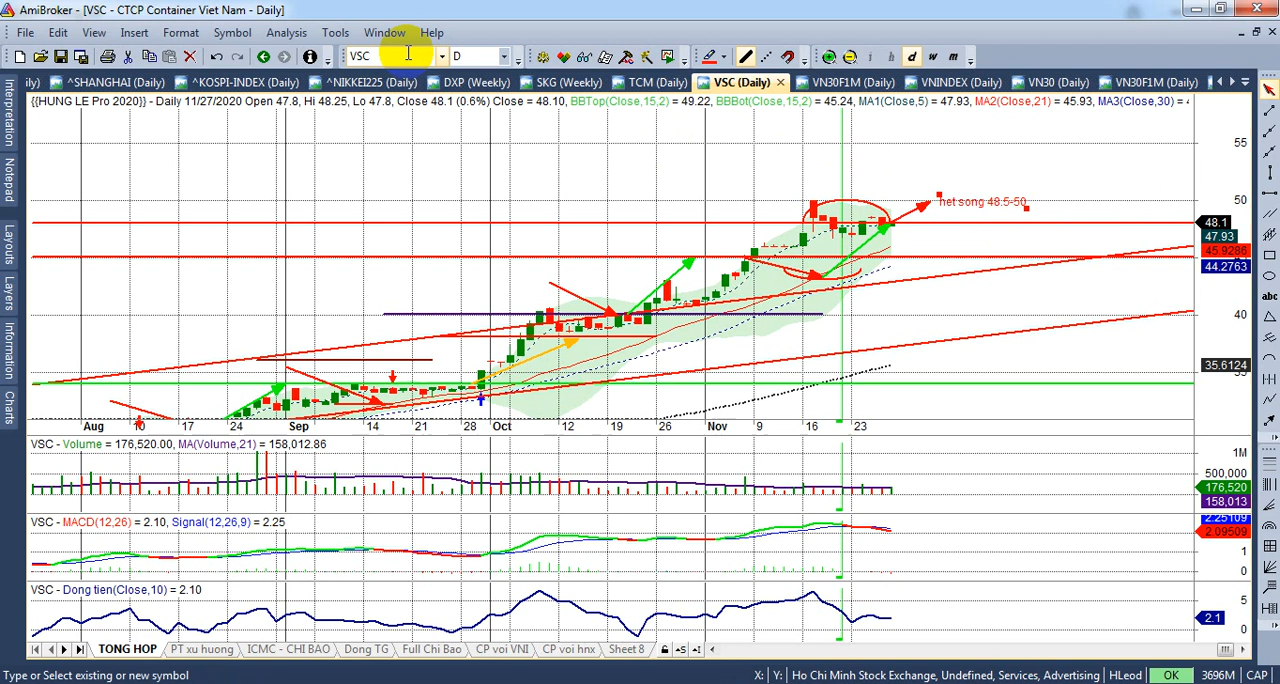 AmiBroker - [VSC - CTCP Container Viet Nam - Daily]
File Edit View Insert Format Symbol Analysis Tools Window Help
VSC D i h d w m
ily) ^SHANGHAI (Daily) ^KOSPI-INDEX (Daily) ^NIKKEI225 (Daily) DXP (Weekly) SKG (Weekly) TCM (Daily) VSC (Daily) VN30F1M (Daily) VNINDEX (Daily) VN30 (Daily) VN30F1M (Daily)
{{HUNG LE Pro 2020}} - Daily 11/27/2020 Open 47.8, Hi 48.25, Lo 47.8, Close 48.1 (0.6%) Close = 48.10, BBTop(Close,15,2) = 49.22, BBBot(Close,15,2) = 45.24, MA1(Close,5) = 47.93, MA2(Close,21) = 45.93, MA3(Close,30) = 4
Interpretation
Notepad
Layouts
Layers
Information
Charts
55
50
het song 48.5-50
48.1
47.93
45.9286
44.2763
40
35.6124
abc
Aug 10 17 24 Sep 14 21 28 Oct 12 19 26 Nov 9 16 23
VSC - Volume = 176,520.00, MA(Volume,21) = 158,012.86
1M
500,000
176,520
158,013
VSC - MACD(12,26) = 2.10, Signal(12,26,9) = 2.25
2.25109
2.09509
1
0
VSC - Dong tien(Close,10) = 2.10
5
2.1
0
TONG HOP PT xu huong ICMC - CHI BAO Dong TG Full Chi Bao CP voi VNI CP voi hnx Sheet 8
Type or Select existing or new symbol X: Y: Ho Chi Minh Stock Exchange, Undefined, Services, Advertising HLeod OK 3696M CAP